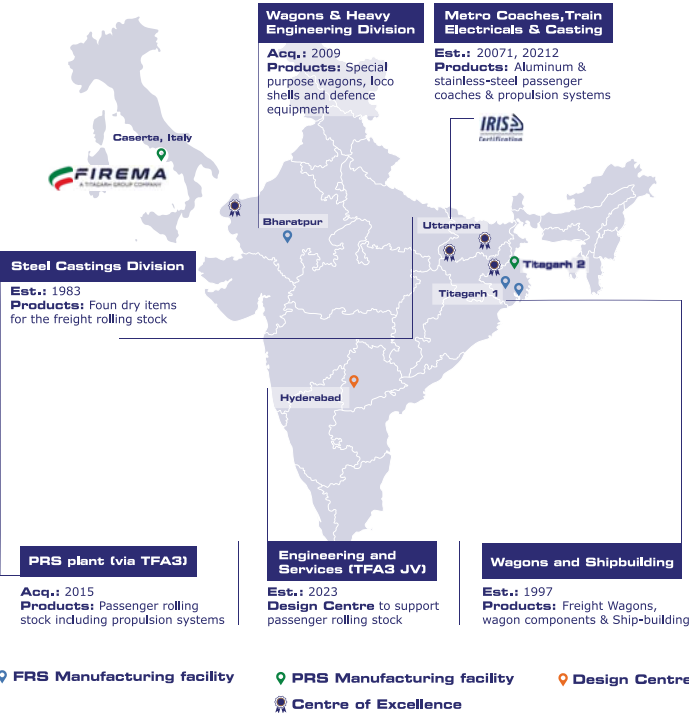 Wagons & Heavy
Engineering Division
Acq.: 2009
Products: Special
purpose wagons, loco
shells and defence
equipment
Metro Coaches,Train
Electricals & Casting
Est.: 20071, 20212
Products: Aluminum &
stainless-steel passenger
coaches & propulsion systems
IRIS
Certification
Caserta, Italy
FIREMA
A TITAGARH GROUP COMPANY
Bharatpur
Uttarpara
Titagarh 2
Titagarh 1
Steel Castings Division
Est.: 1983
Products: Foun dry items
for the freight rolling stock
Hyderabad
PRS plant (via TFA3)
Acq.: 2015
Products: Passenger rolling
stock including propulsion systems
Engineering and
Services (TFA3 JV)
Est.: 2023
Design Centre to support
passenger rolling stock
Wagons and Shipbuilding
Est.: 1997
Products: Freight Wagons,
wagon components & Ship-building
FRS Manufacturing facility
PRS Manufacturing facility
Design Centre
Centre of Excellence